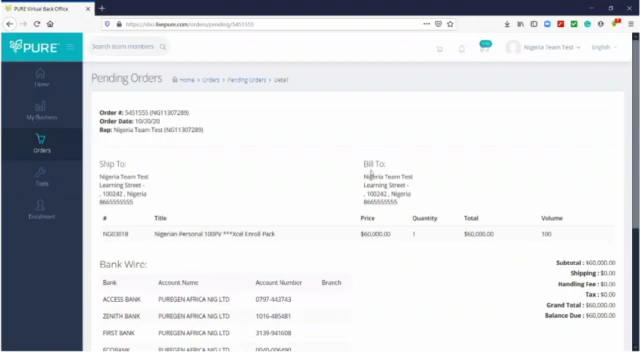 PURE Virtual Back Office
https://vbo.livepure.com/orders/pending/5451555
PURE
Search team members
Nigeria Team Test
English
Home
My Business
Orders
Tools
Enrollment
Pending Orders
Home > Orders > Pending Orders > Detail
Order #: 5451555 (NG11307289)
Order Date: 10/20/20
Bap: Nigeria Team Test (NG11307289)
Ship To:
Nigeria Team Test
Learning Street -
, 100242 , Nigeria
8665555555
Bill To:
Nigeria Team Test
Learning Street -
, 100242 , Nigeria
8665555555
# Title Price Quantity Total Volume
NG03018 Nigerian Personal 100PV ***Xcel Enroll Pack $60,000.00 1 $60,000.00 100
Bank Wire:
Bank Account Name Account Number Branch
ACCESS BANK PUREGEN AFRICA NIG LTD 0797-443743
ZENITH BANK PUREGEN AFRICA NIG LTD 1016-485481
FIRST BANK PUREGEN AFRICA NIG LTD 3139-941608
ECOBANK PUREGEN AFRICA NIG LTD
Subtotal : $60,000.00
Shipping : $0.00
Handling Fee : $0.00
Tax : $0.00
Grand Total : $60,000.00
Balance Due : $60,000.00